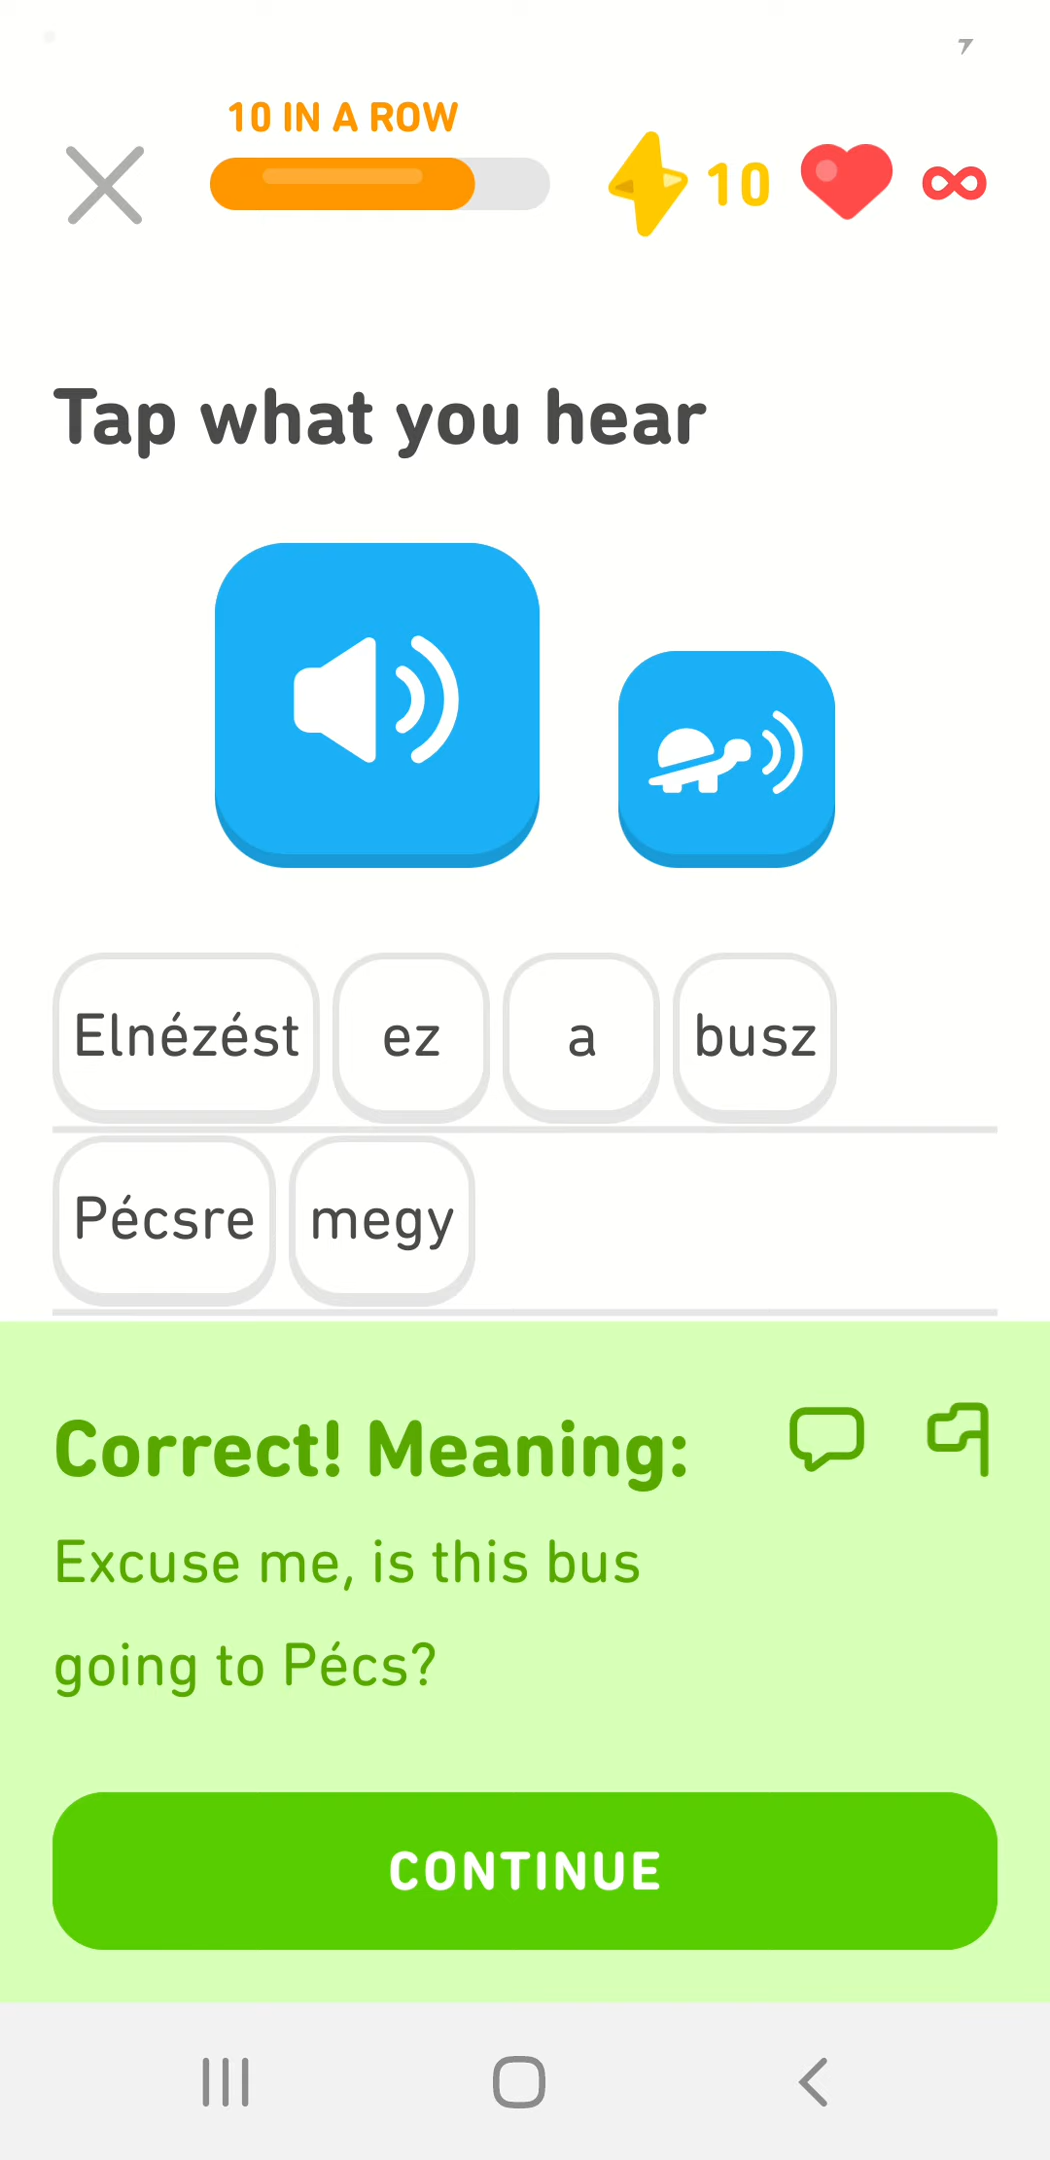 10 IN A ROW
10
Tap what you hear
Elnézést ez a busz
Pécsre megy
Correct! Meaning:
Excuse me, is this bus
going to Pécs?
CONTINUE